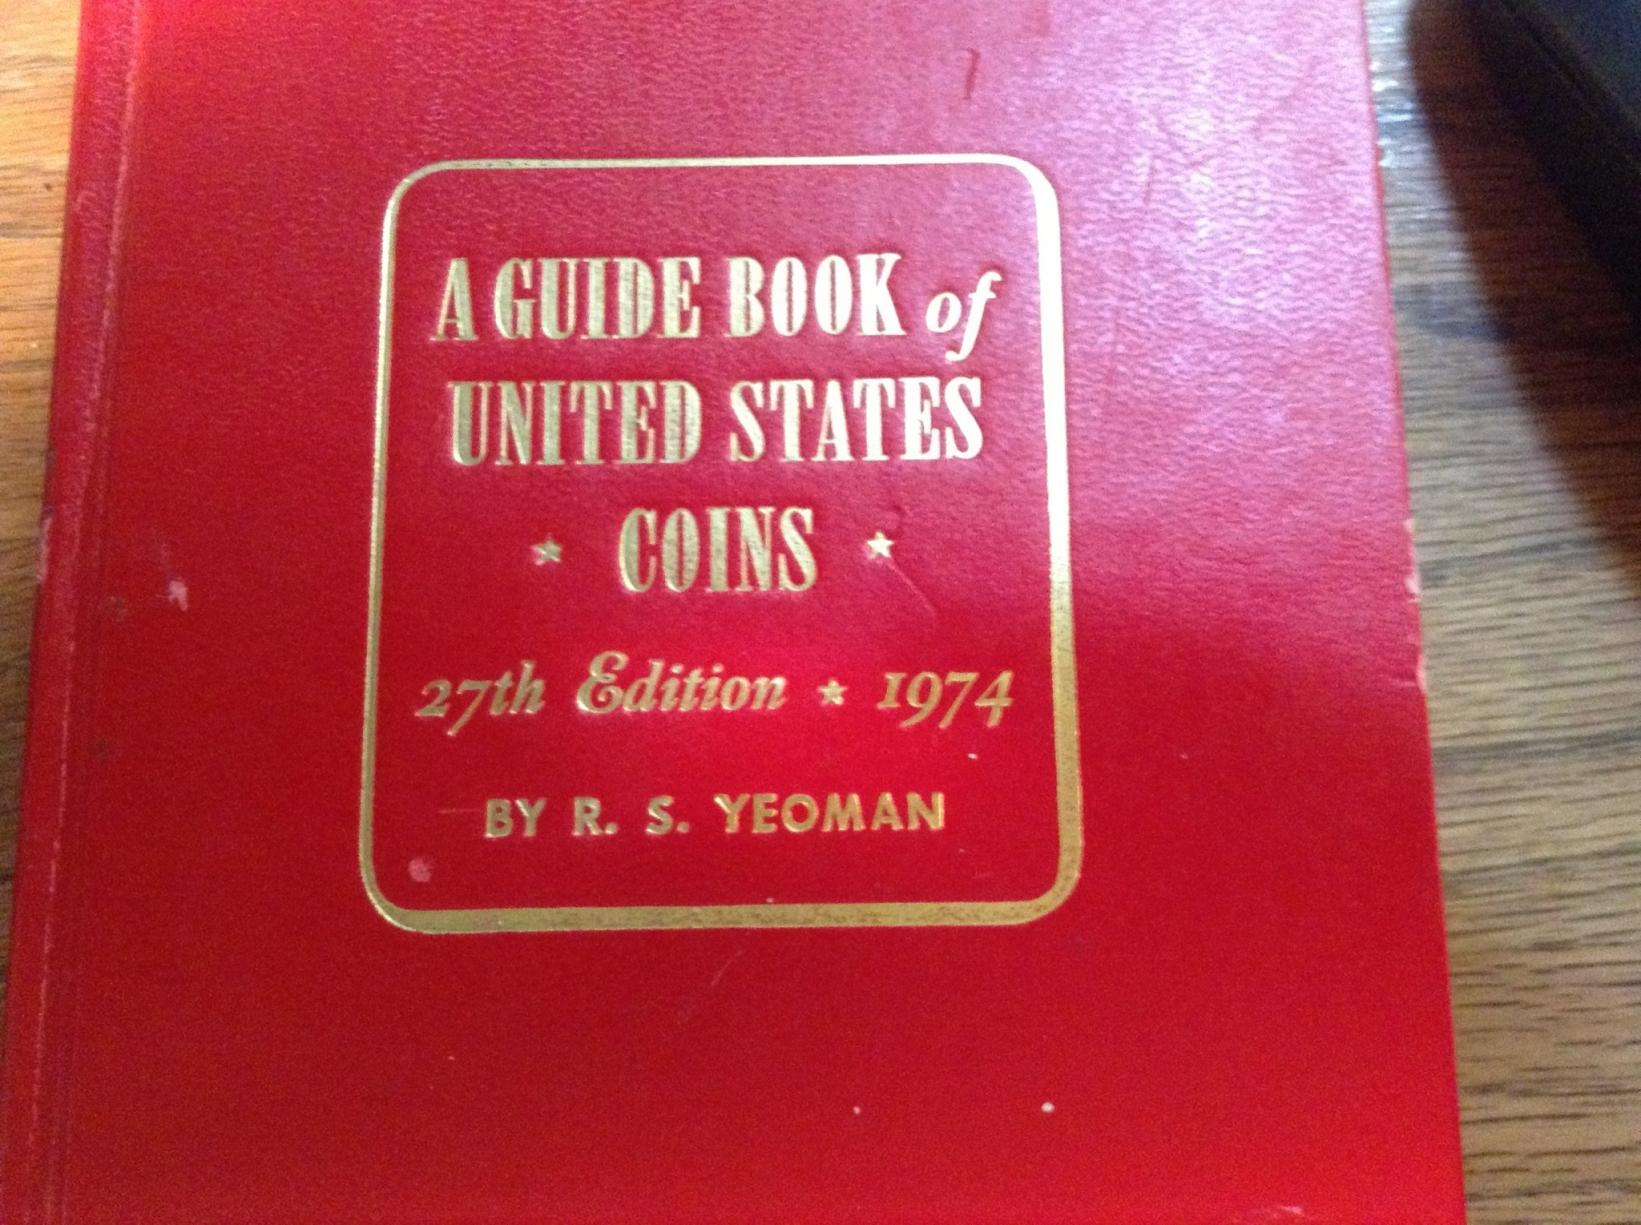 A GUIDE BOOK of
UNITED STATES
COINS
27th Edition ★ 1974
BY R. S. YEOMAN